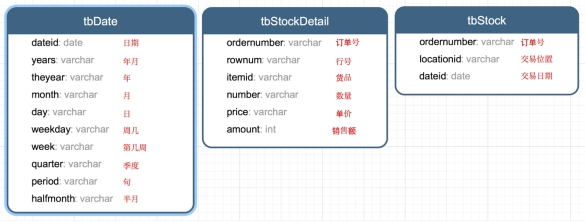 tbDate
dateid: date 日期
years: varchar 年月
theyear: varchar 年
month: varchar 月
day: varchar 日
weekday: varchar 周几
week: varchar 第几周
quarter: varchar 季度
period: varchar 旬
halfmonth: varchar 半月
tbStockDetail
ordernumber: varchar 订单号
rownum: varchar 行号
itemid: varchar 货品
number: varchar 数量
price: varchar 单价
amount: int 销售额
tbStock
ordernumber: varchar 订单号
locationid: varchar 交易位置
dateid: date 交易日期